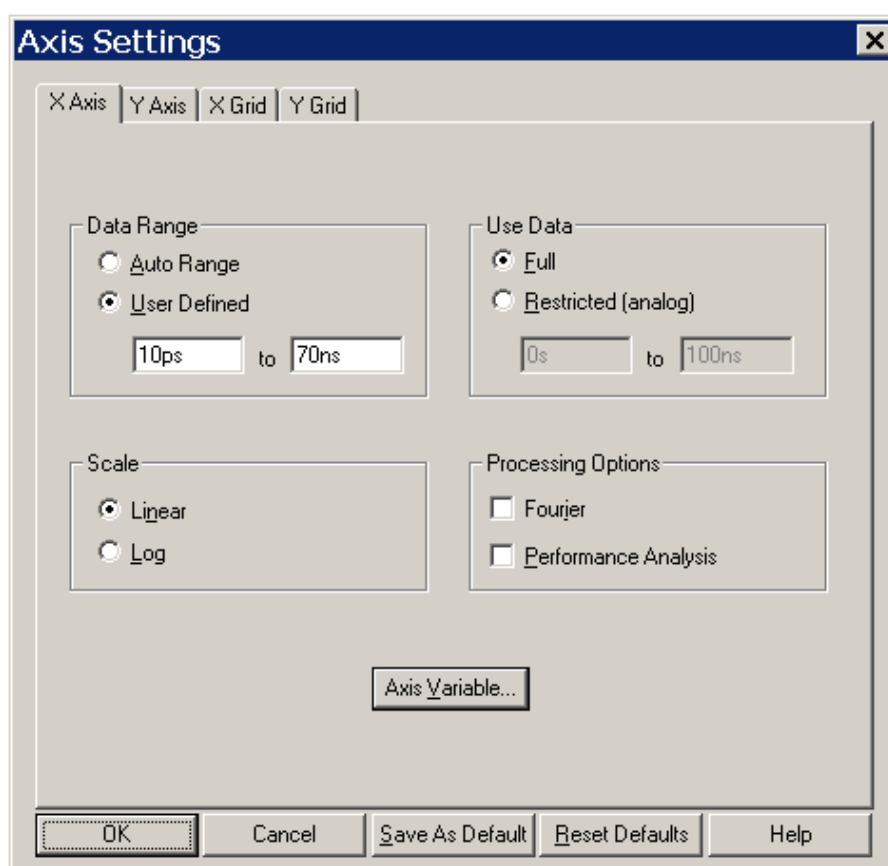 Axis Settings
X Axis Y Axis X Grid Y Grid
Data Range
Auto Range
User Defined
10ps to 70ns
Use Data
Full
Restricted (analog)
0s to 100ns
Scale
Linear
Log
Processing Options
Fourier
Performance Analysis
Axis Variable...
OK Cancel Save As Default Reset Defaults Help